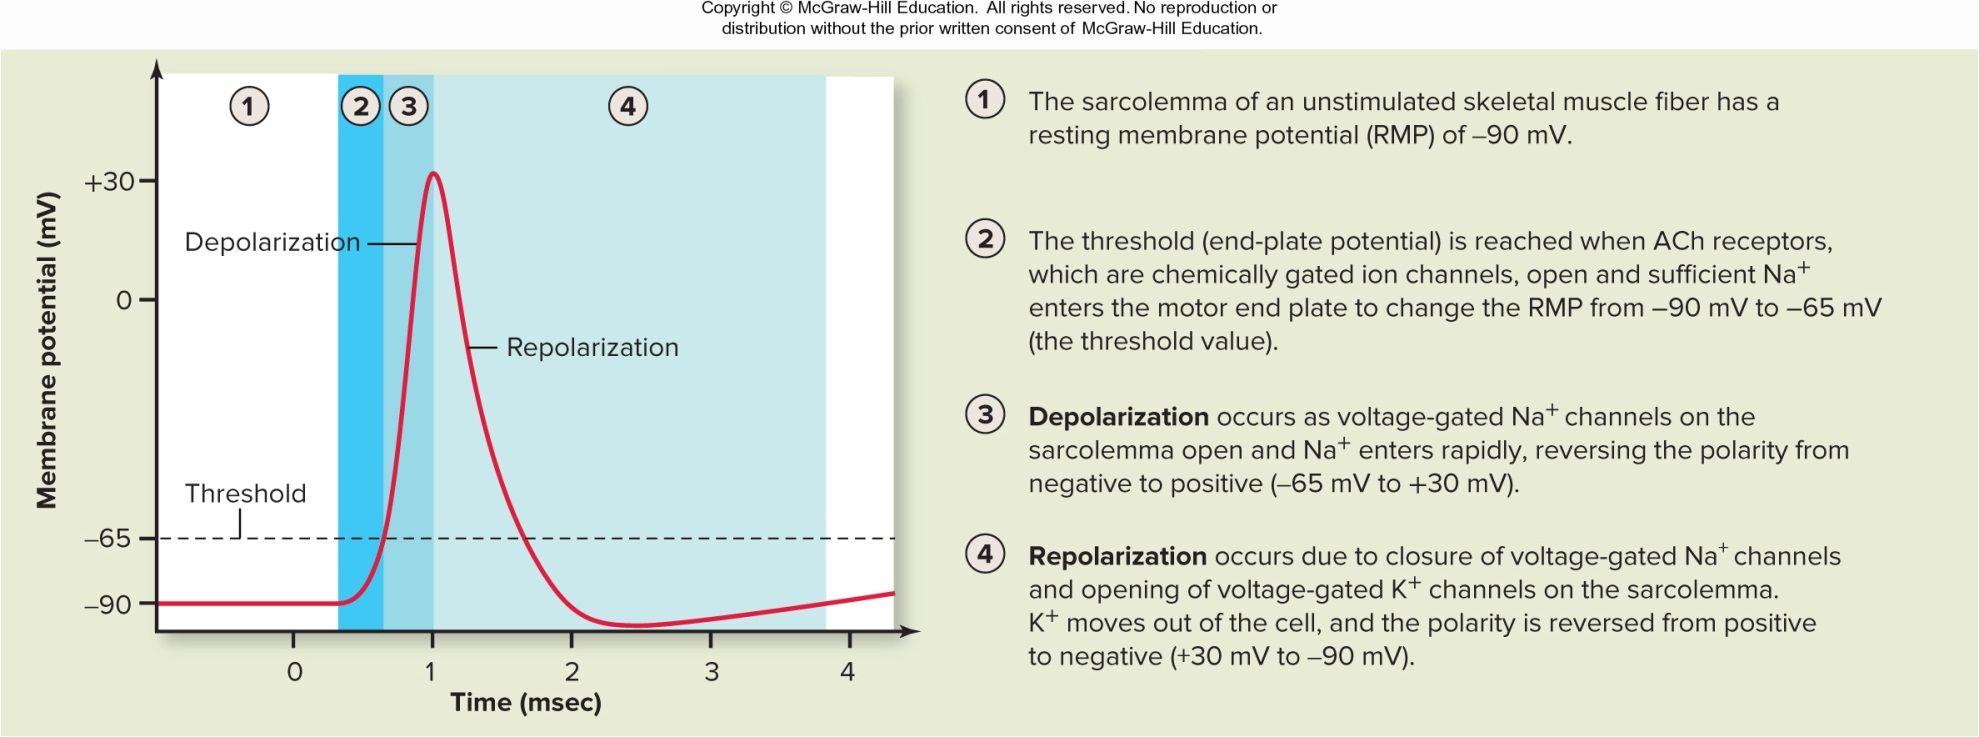 Copyright © McGraw-Hill Education. All rights reserved. No reproduction or
distribution without the prior written consent of McGraw-Hill Education.
1
2
3
4
+30
Depolarization
0
Repolarization
Threshold
–65
–90
Membrane potential (mV)
0
1
2
3
4
Time (msec)
1 The sarcolemma of an unstimulated skeletal muscle fiber has a
resting membrane potential (RMP) of –90 mV.
2 The threshold (end-plate potential) is reached when ACh receptors,
which are chemically gated ion channels, open and sufficient Na⁺
enters the motor end plate to change the RMP from –90 mV to –65 mV
(the threshold value).
3 Depolarization occurs as voltage-gated Na⁺ channels on the
sarcolemma open and Na⁺ enters rapidly, reversing the polarity from
negative to positive (–65 mV to +30 mV).
4 Repolarization occurs due to closure of voltage-gated Na⁺ channels
and opening of voltage-gated K⁺ channels on the sarcolemma.
K⁺ moves out of the cell, and the polarity is reversed from positive
to negative (+30 mV to –90 mV).